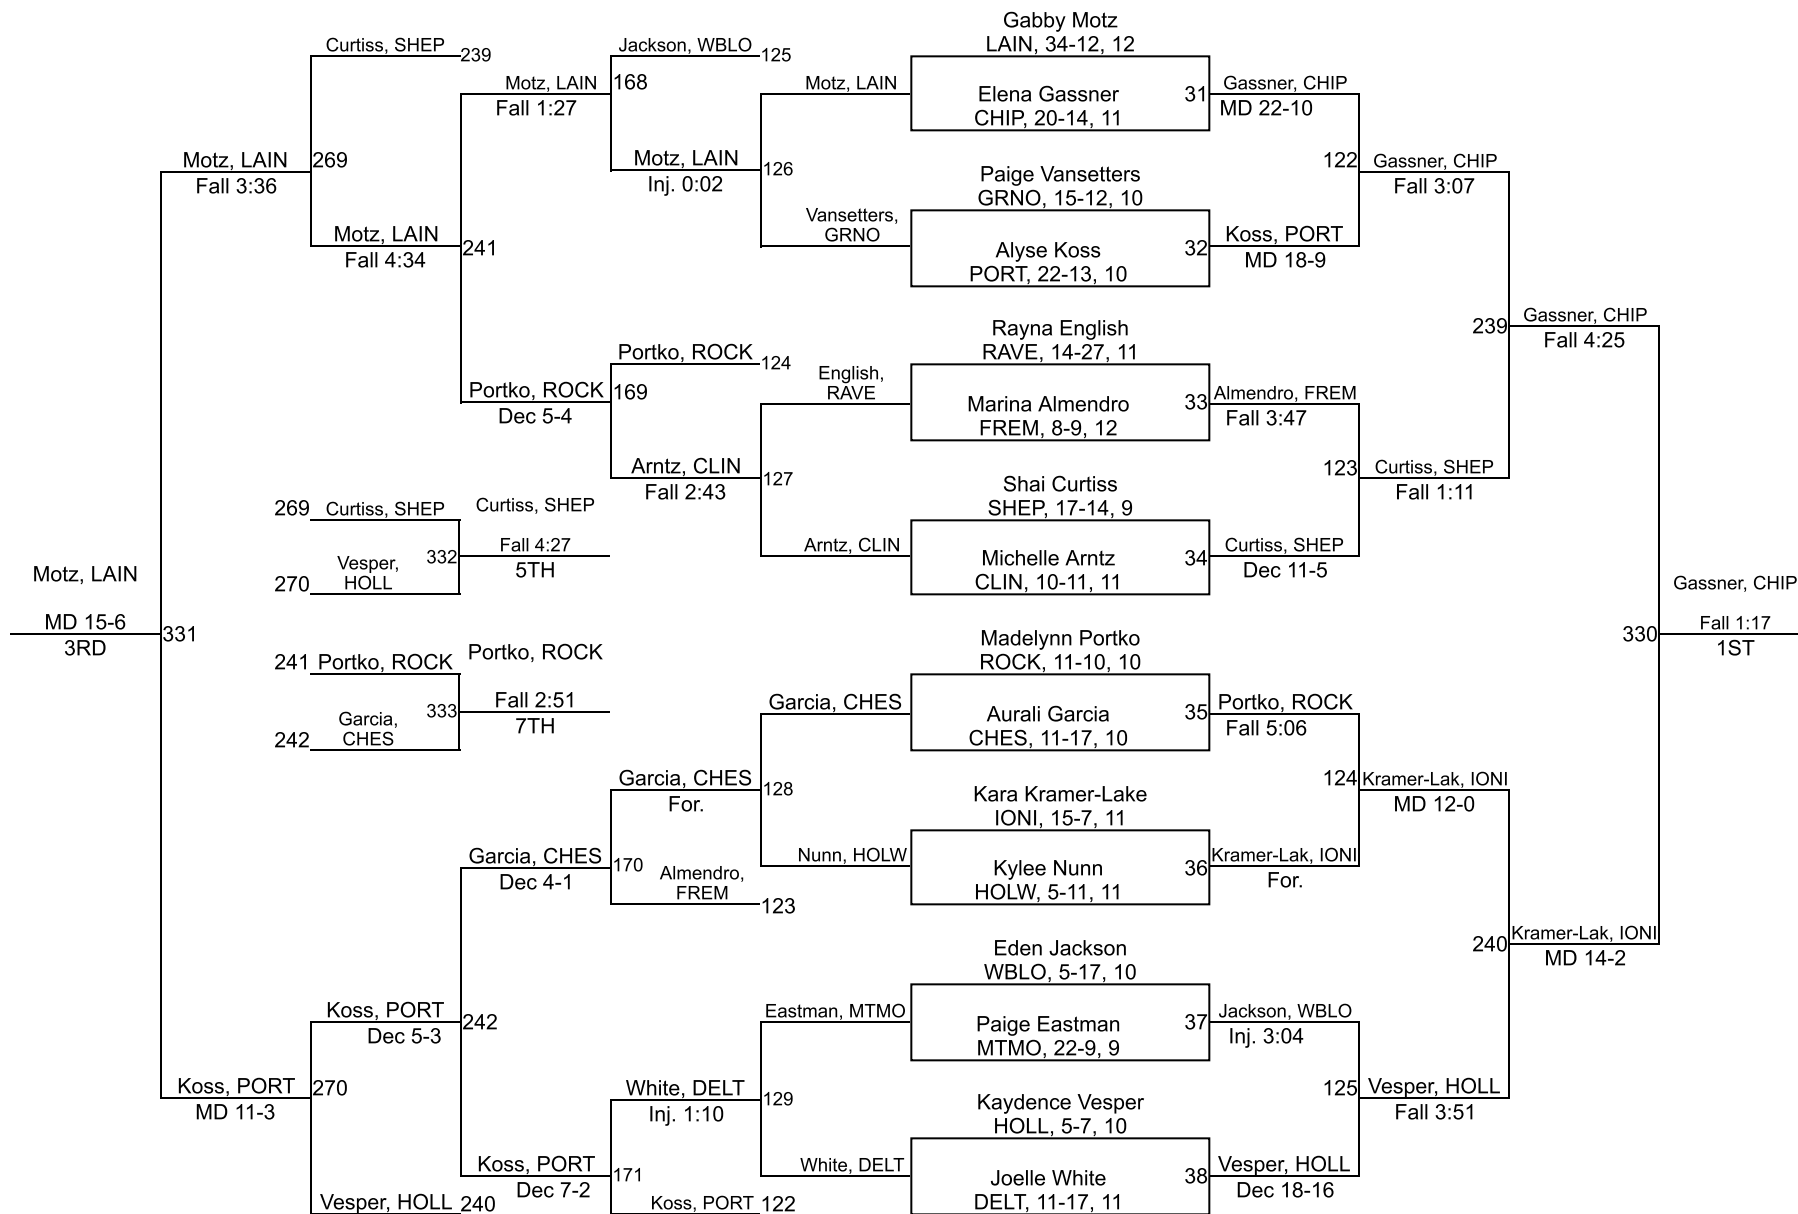 Gabby Motz
LAIN, 34-12, 12
Curtiss, SHEP
239
Jackson, WBLO
125
Motz, LAIN
168
Fall 1:27
Motz, LAIN
Elena Gassner
CHIP, 20-14, 11
31
Gassner, CHIP
MD 22-10
Motz, LAIN
269
Fall 3:36
Motz, LAIN
126
Inj. 0:02
Paige Vansetters
GRNO, 15-12, 10
122
Gassner, CHIP
Fall 3:07
Motz, LAIN
241
Fall 4:34
Vansetters,
GRNO
Alyse Koss
PORT, 22-13, 10
32
Koss, PORT
MD 18-9
Rayna English
RAVE, 14-27, 11
239
Gassner, CHIP
Fall 4:25
Portko, ROCK
124
Portko, ROCK
169
Dec 5-4
English,
RAVE
Marina Almendro
FREM, 8-9, 12
33
Almendro, FREM
Fall 3:47
Arntz, CLIN
127
Fall 2:43
Shai Curtiss
SHEP, 17-14, 9
123
Curtiss, SHEP
Fall 1:11
269
Curtiss, SHEP
Curtiss, SHEP
332
Fall 4:27
5TH
Vesper,
HOLL
270
Arntz, CLIN
Michelle Arntz
CLIN, 10-11, 11
34
Curtiss, SHEP
Dec 11-5
Motz, LAIN
MD 15-6
3RD
331
Gassner, CHIP
330
Fall 1:17
1ST
241
Portko, ROCK
Portko, ROCK
333
Fall 2:51
7TH
Garcia,
CHES
242
Madelynn Portko
ROCK, 11-10, 10
Garcia, CHES
Aurali Garcia
CHES, 11-17, 10
35
Portko, ROCK
Fall 5:06
Garcia, CHES
128
For.
Kara Kramer-Lake
IONI, 15-7, 11
124
Kramer-Lak, IONI
MD 12-0
Garcia, CHES
170
Dec 4-1
Almendro,
FREM
123
Nunn, HOLW
Kylee Nunn
HOLW, 5-11, 11
36
Kramer-Lak, IONI
For.
Eden Jackson
WBLO, 5-17, 10
240
Kramer-Lak, IONI
MD 14-2
Koss, PORT
242
Dec 5-3
Eastman, MTMO
Paige Eastman
MTMO, 22-9, 9
37
Jackson, WBLO
Inj. 3:04
Koss, PORT
270
MD 11-3
White, DELT
129
Inj. 1:10
Kaydence Vesper
HOLL, 5-7, 10
125
Vesper, HOLL
Fall 3:51
Koss, PORT
171
Dec 7-2
White, DELT
Joelle White
DELT, 11-17, 11
38
Vesper, HOLL
Dec 18-16
Vesper, HOLL
240
Koss, PORT
122